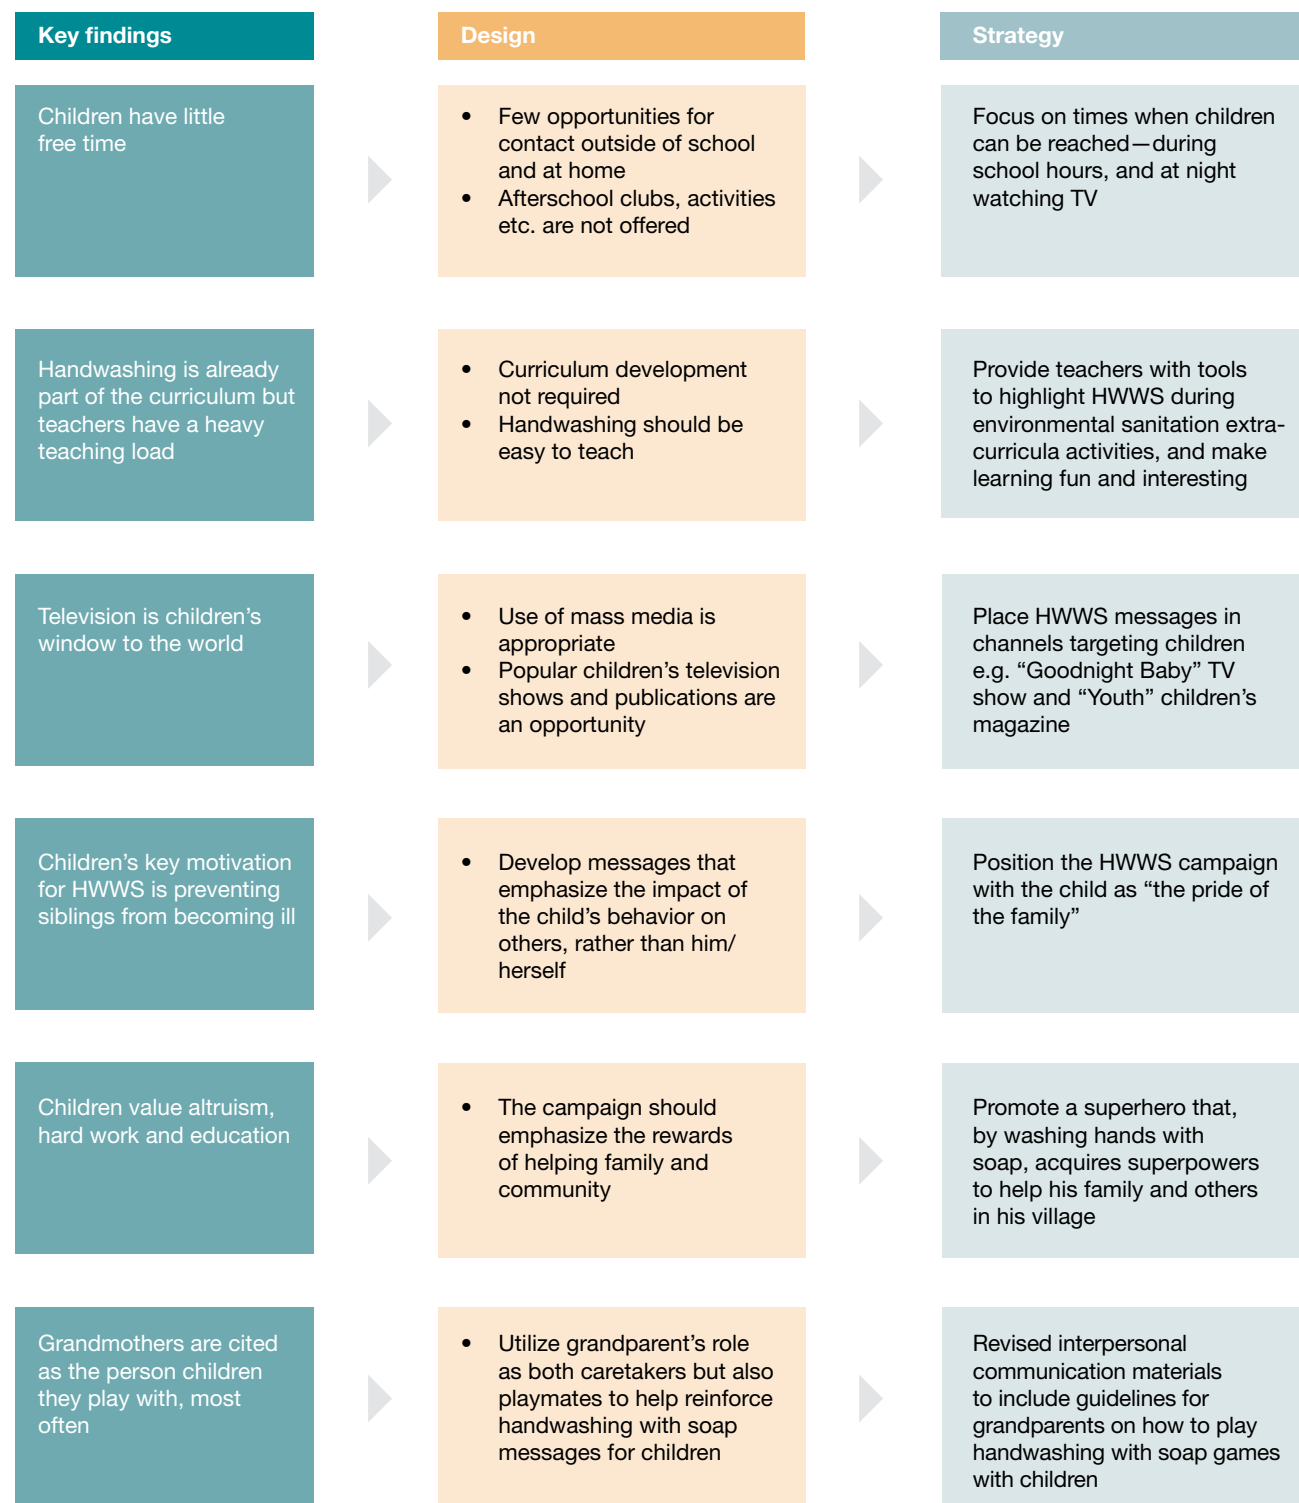 Key findings
Design
Strategy
Children have little
free time
• Few opportunities for
contact outside of school
and at home
• Afterschool clubs, activities
etc. are not offered
Focus on times when children
can be reached—during
school hours, and at night
watching TV
Handwashing is already
part of the curriculum but
teachers have a heavy
teaching load
• Curriculum development
not required
• Handwashing should be
easy to teach
Provide teachers with tools
to highlight HWWS during
environmental sanitation extra-
curricula activities, and make
learning fun and interesting
Television is children’s
window to the world
• Use of mass media is
appropriate
• Popular children’s television
shows and publications are
an opportunity
Place HWWS messages in
channels targeting children
e.g. “Goodnight Baby” TV
show and “Youth” children’s
magazine
Children’s key motivation
for HWWS is preventing
siblings from becoming ill
• Develop messages that
emphasize the impact of
the child’s behavior on
others, rather than him/
herself
Position the HWWS campaign
with the child as “the pride of
the family”
Children value altruism,
hard work and education
• The campaign should
emphasize the rewards
of helping family and
community
Promote a superhero that,
by washing hands with
soap, acquires superpowers
to help his family and others
in his village
Grandmothers are cited
as the person children
they play with, most
often
• Utilize grandparent’s role
as both caretakers but also
playmates to help reinforce
handwashing with soap
messages for children
Revised interpersonal
communication materials
to include guidelines for
grandparents on how to play
handwashing with soap games
with children